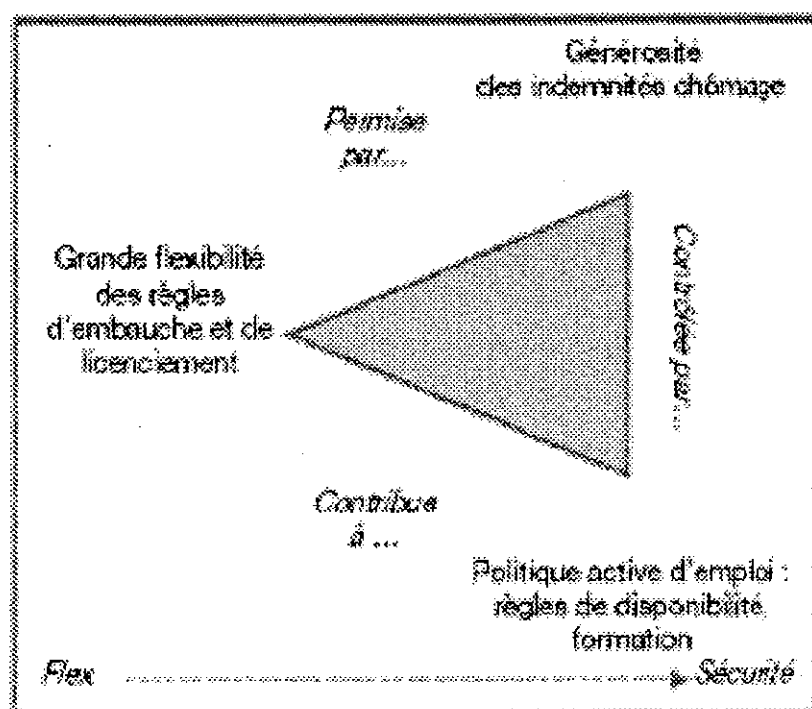 Générosité
des indemnités chômage
Permise
par...
Grande flexibilité
des règles
d'embauche et de
licenciement
Contrôlée par...
Contribue
à ...
Politique active d'emploi :
règles de disponibilité,
formation
Flex
Sécurité